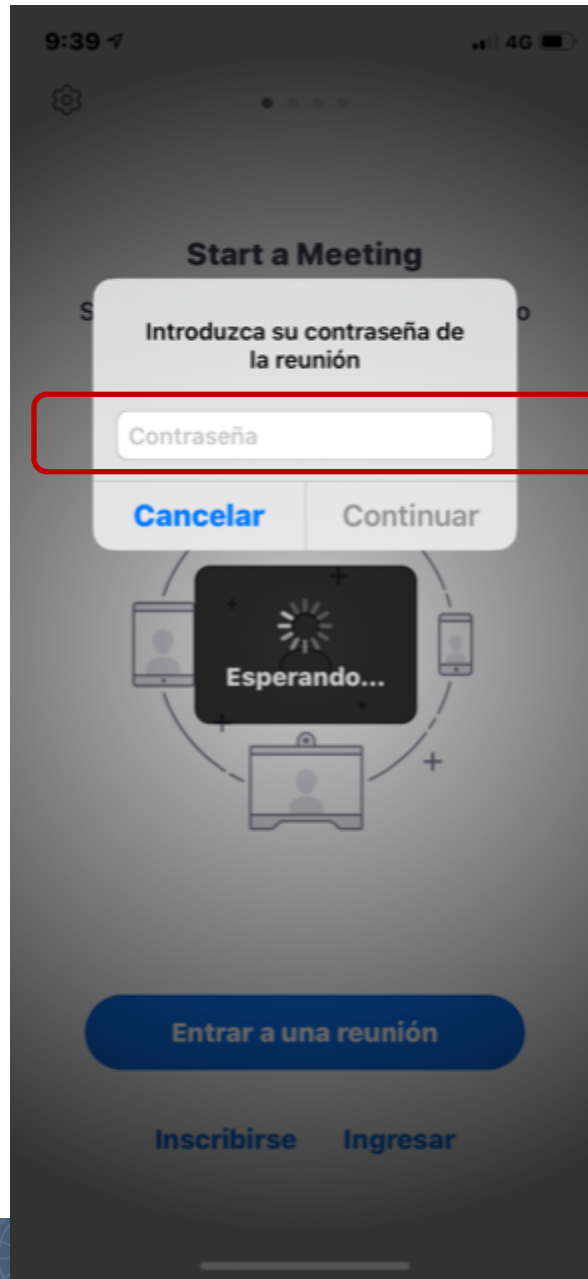 9:39
4G
Start a Meeting
S
o
Introduzca su contraseña de
la reunión
Contraseña
Cancelar
Continuar
Esperando...
Entrar a una reunión
Inscribirse
Ingresar